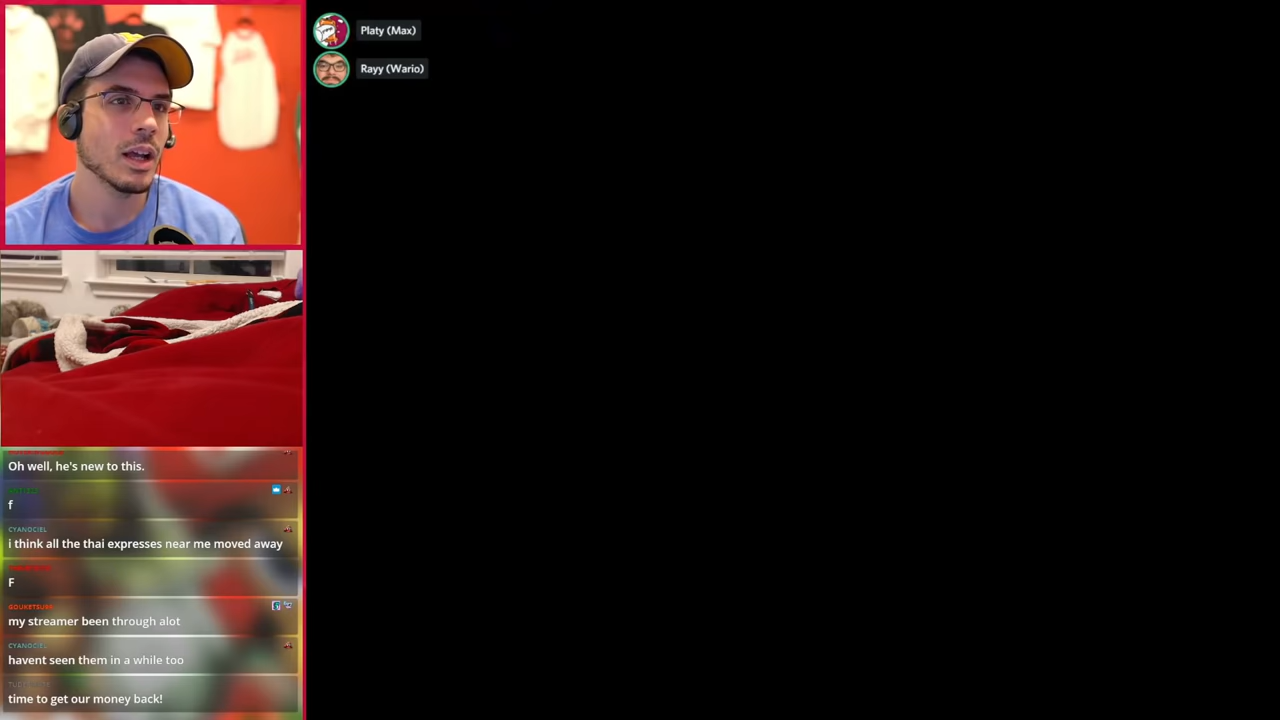 Platy (Max)
Rayy (Wario)
Oh well, he's new to this.
f
CYANOCIEL
i think all the thai expresses near me moved away
F
GOUKETSURA
my streamer been through alot
CYANOCIEL
havent seen them in a while too
time to get our money back!